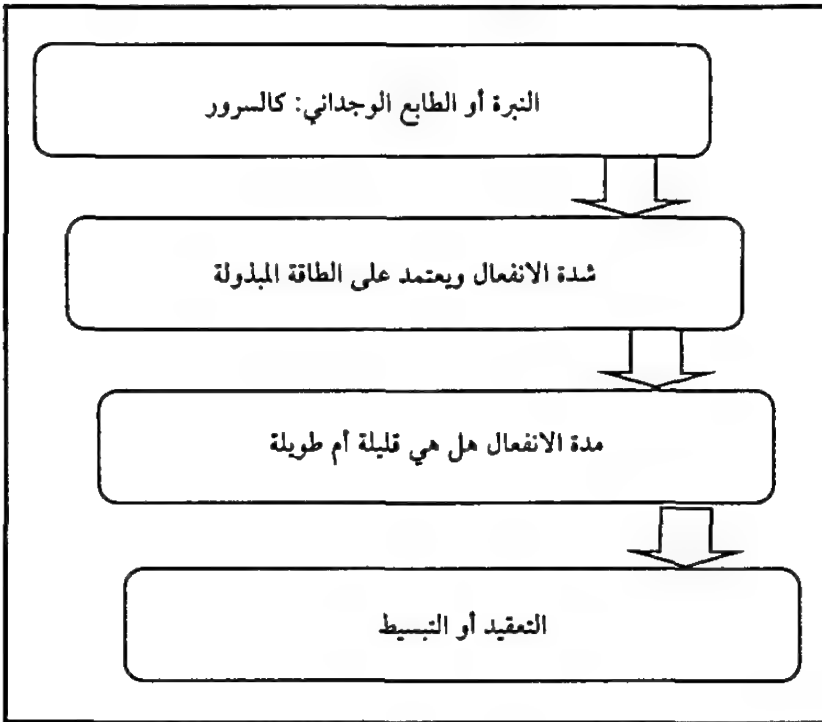 النبرة أو الطابع الوجداني: كالسرور
شدة الانفعال ويعتمد على الطاقة المبذولة
مدة الانفعال هل هي قليلة أم طويلة
التعقيد أو التبسيط